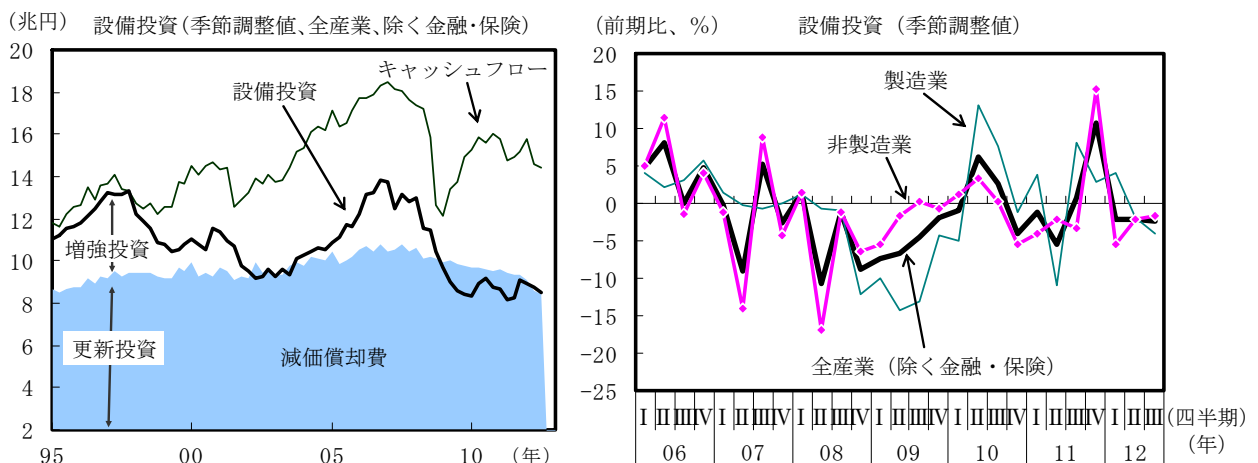 (兆円)
設備投資(季節調整値、全産業、除く金融・保険)
20
18
16
14
12
10
8
6
4
2
キャッシュフロー
設備投資
増強投資
更新投資
減価償却費
95
00
05
10
(年)
(前期比、%)
設備投資 (季節調整値)
20
15
10
5
0
−5
−10
−15
−20
−25
製造業
非製造業
全産業 (除く金融・保険)
Ⅰ Ⅱ Ⅲ Ⅳ Ⅰ Ⅱ Ⅲ Ⅳ Ⅰ Ⅱ Ⅲ Ⅳ Ⅰ Ⅱ Ⅲ Ⅳ Ⅰ Ⅱ Ⅲ Ⅳ Ⅰ Ⅱ Ⅲ Ⅳ Ⅰ Ⅱ Ⅲ (四半期)
06 07 08 09 10 11 12 (年)